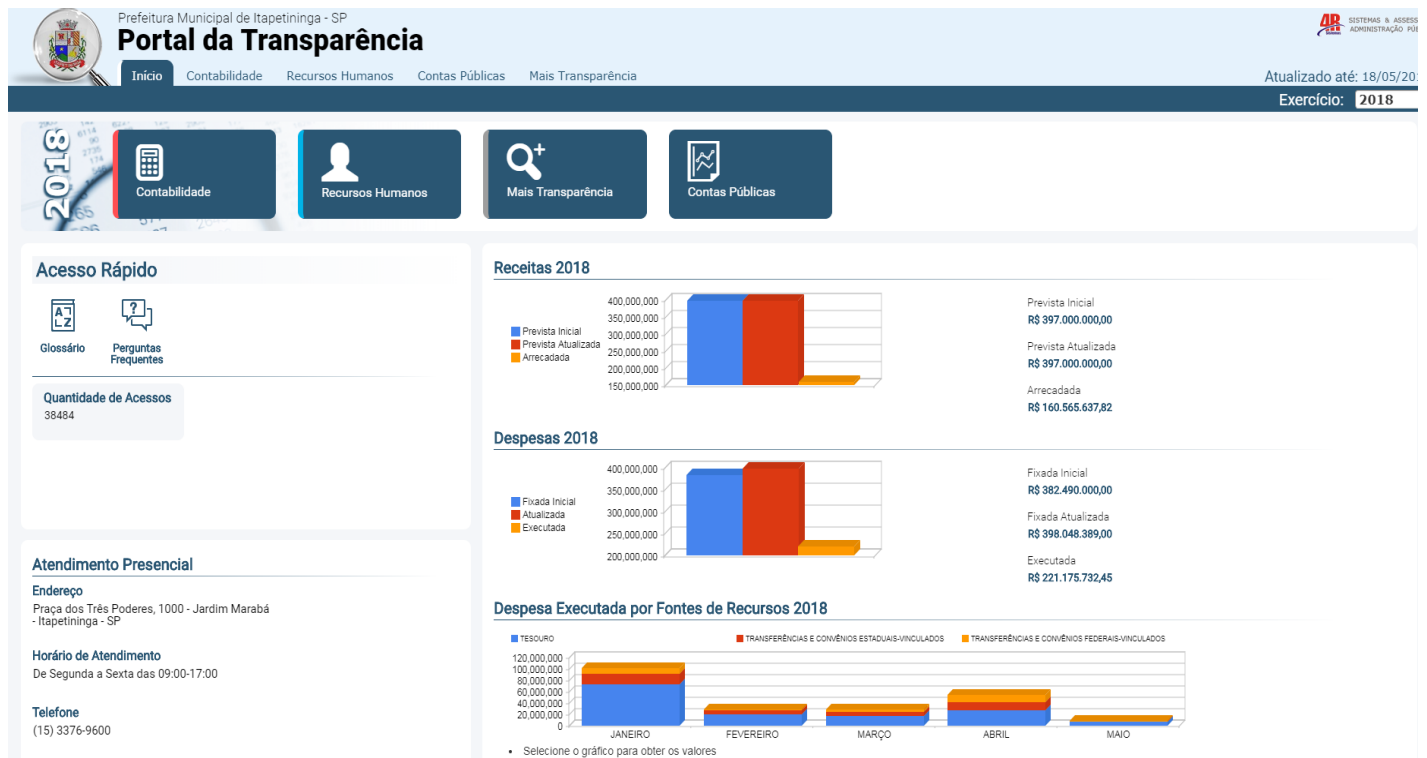 Prefeitura Municipal de Itapetininga - SP
Portal da Transparência
4R SISTEMAS & ASSESS
ADMINISTRAÇÃO PÚB
Início Contabilidade Recursos Humanos Contas Públicas Mais Transparência
Atualizado até: 18/05/201
Exercício: 2018
2018
Contabilidade
Recursos Humanos
Mais Transparência
Contas Públicas
Acesso Rápido
Glossário
Perguntas
Frequentes
Quantidade de Acessos
38484
Atendimento Presencial
Endereço
Praça dos Três Poderes, 1000 - Jardim Marabá
- Itapetininga - SP
Horário de Atendimento
De Segunda a Sexta das 09:00-17:00
Telefone
(15) 3376-9600
Receitas 2018
Prevista Inicial
Prevista Atualizada
Arrecadada
400,000,000
350,000,000
300,000,000
250,000,000
200,000,000
150,000,000
Prevista Inicial
R$ 397.000.000,00
Prevista Atualizada
R$ 397.000.000,00
Arrecadada
R$ 160.565.637,82
Despesas 2018
Fixada Inicial
Atualizada
Executada
400,000,000
350,000,000
300,000,000
250,000,000
200,000,000
Fixada Inicial
R$ 382.490.000,00
Fixada Atualizada
R$ 398.048.389,00
Executada
R$ 221.175.732,45
Despesa Executada por Fontes de Recursos 2018
TESOURO TRANSFERÊNCIAS E CONVÊNIOS ESTADUAIS-VINCULADOS TRANSFERÊNCIAS E CONVÊNIOS FEDERAIS-VINCULADOS
120,000,000
100,000,000
80,000,000
60,000,000
40,000,000
20,000,000
0
JANEIRO FEVEREIRO MARÇO ABRIL MAIO
• Selecione o gráfico para obter os valores